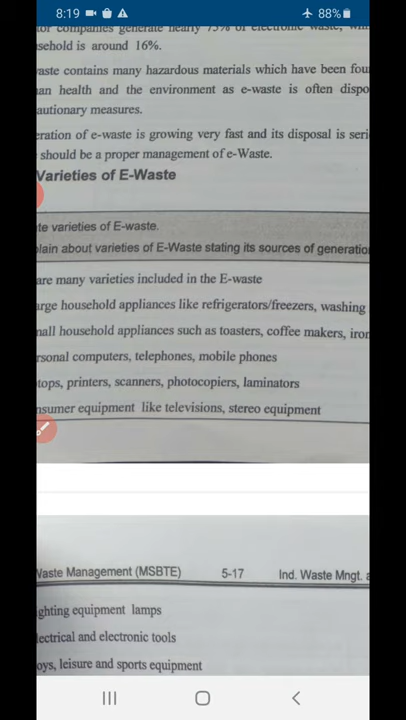 8:19 88%
tor companies generate nearly 75% of electronic waste,
sehold is around 16%.
aste contains many hazardous materials which have been fou
an health and the environment as e-waste is often dispo
autionary measures.
eration of e-waste is growing very fast and its disposal is seri
should be a proper management of e-Waste.
Varieties of E-Waste
te varieties of E-waste.
plain about varieties of E-Waste stating its sources of generatio
are many varieties included in the E-waste
arge household appliances like refrigerators/freezers, washing
nall household appliances such as toasters, coffee makers, iror
rsonal computers, telephones, mobile phones
tops, printers, scanners, photocopiers, laminators
nsumer equipment like televisions, stereo equipment
Waste Management (MSBTE) 5-17 Ind. Waste Mngt. a
ghting equipment lamps
lectrical and electronic tools
oys, leisure and sports equipment